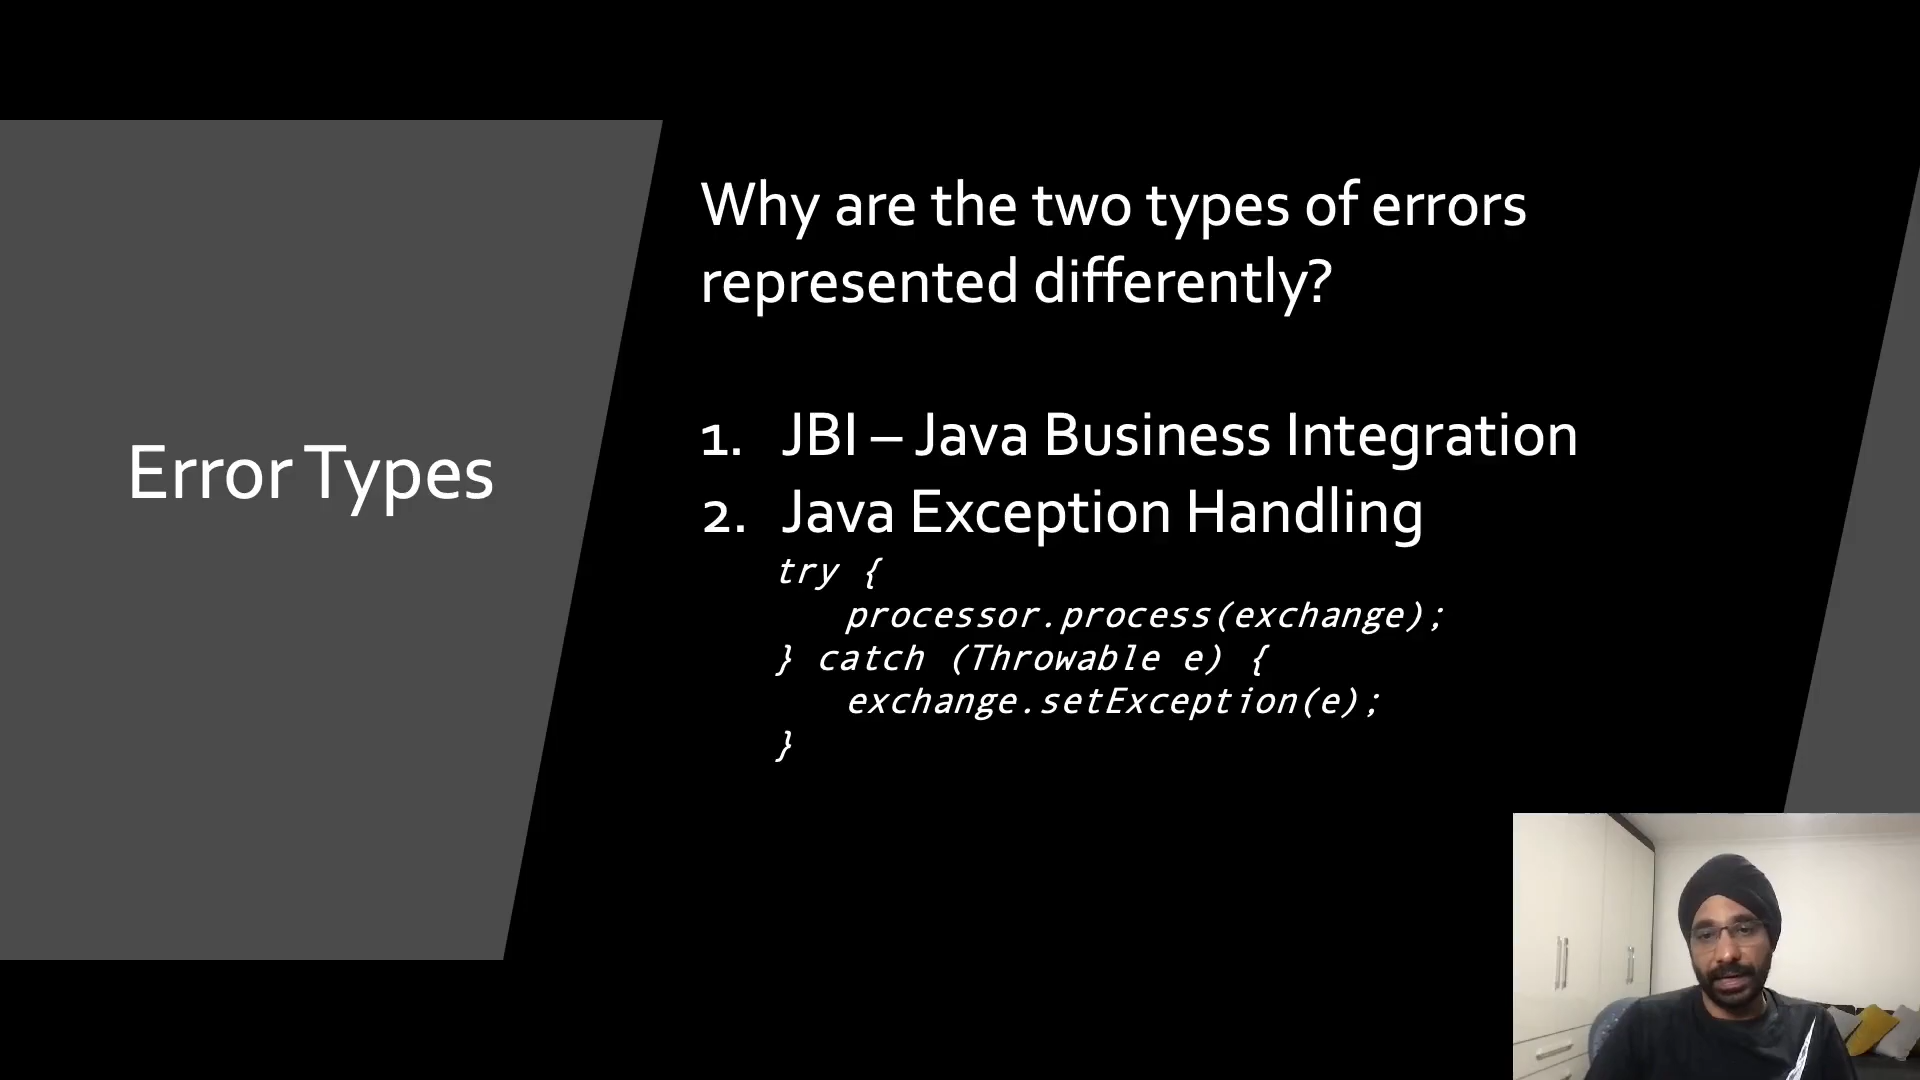 Error Types
Why are the two types of errors
represented differently?
1. JBI – Java Business Integration
2. Java Exception Handling
try {
processor.process(exchange);
} catch (Throwable e) {
exchange.setException(e);
}